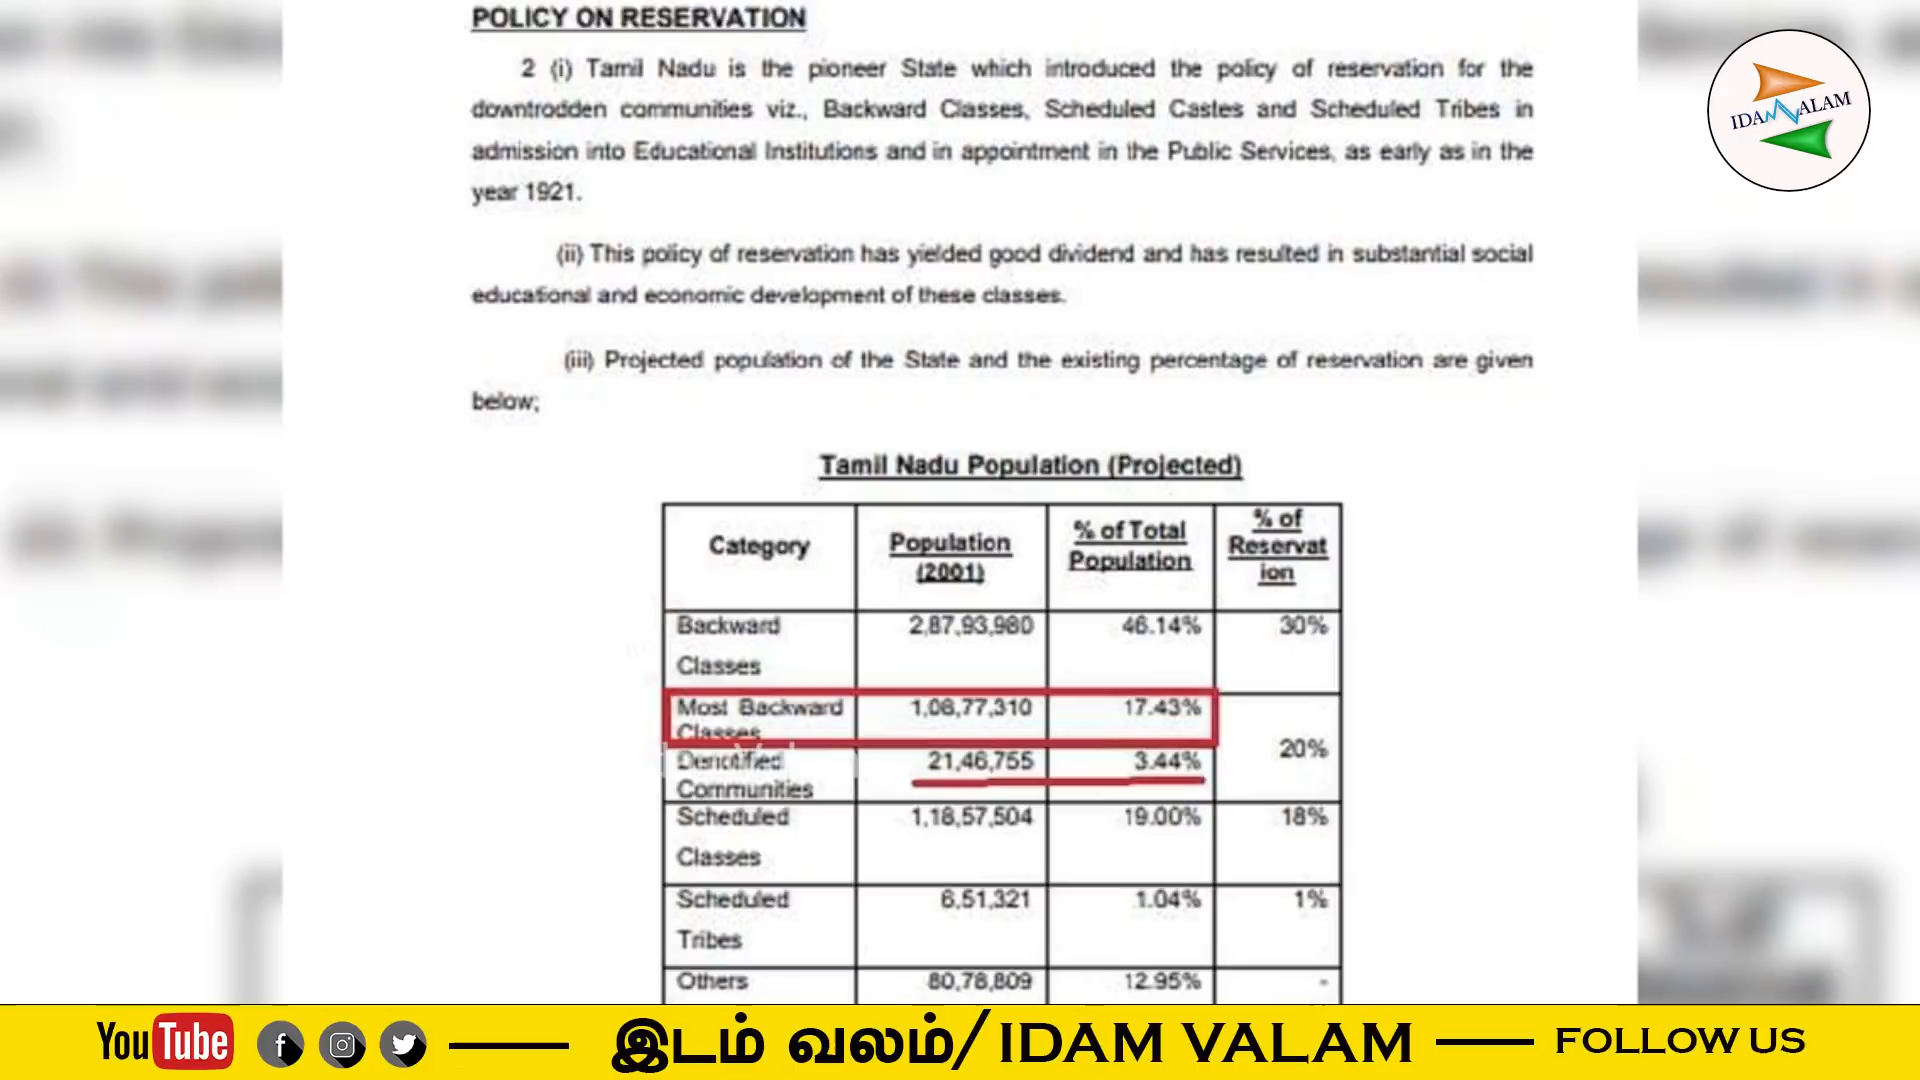 POLICY ON RESERVATION
2 (i) Tamil Nadu is the pioneer State which introduced the policy of reservation for the
downtrodden communities viz., Backward Classes, Scheduled Castes and Scheduled Tribes in
admission into Educational Institutions and in appointment in the Public Services, as early as in the
year 1921.
(ii) This policy of reservation has yielded good dividend and has resulted in substantial social
educational and economic development of these classes.
(iii) Projected population of the State and the existing percentage of reservation are given
below;
Tamil Nadu Population (Projected)
Category Population (2001) % of Total Population % of Reservat ion
Backward Classes 2,87,93,980 46.14% 30%
Most Backward Classes 1,08,77,310 17.43% 20%
Denotified Communities 21,46,755 3.44%
Scheduled Classes 1,18,57,504 19.00% 18%
Scheduled Tribes 6,51,321 1.04% 1%
Others 80,78,809 12.95% -
IDAM VALAM
YouTube இடம் வலம்/ IDAM VALAM FOLLOW US